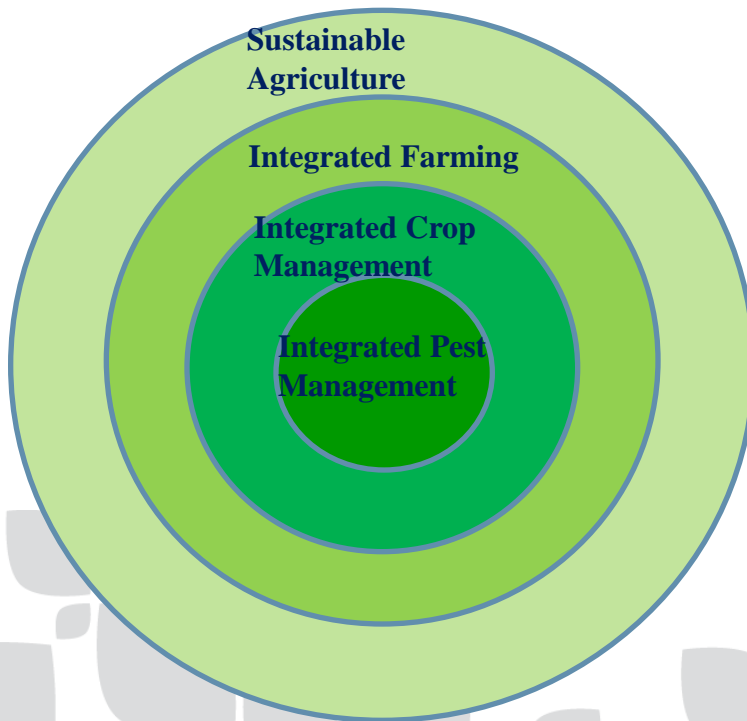 Sustainable
Agriculture
Integrated Farming
Integrated Crop
Management
Integrated Pest
Management